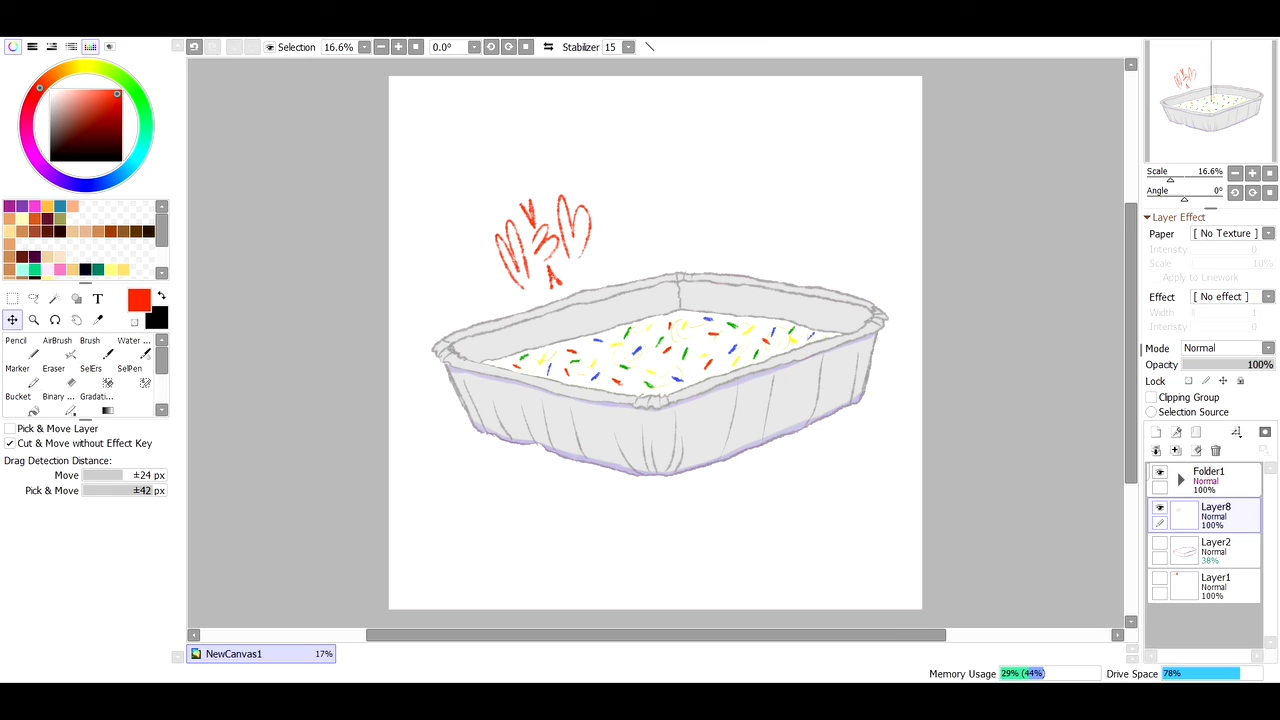 Selection 16.6% 0.0° Stabilizer 15
Scale 16.6%
Angle 0°
Layer Effect
Paper [ No Texture ]
Intensity 0
Scale 10%
Apply to Linework
Effect [ No effect ]
Width 1
Intensity 0
Mode Normal
Opacity 100%
Lock
Clipping Group
Selection Source
Folder1
Normal
100%
Layer8
Normal
100%
Layer2
Normal
38%
Layer1
Normal
100%
T
Pencil AirBrush Brush Water ...
Marker Eraser SelErs SelPen
Bucket Binary ... Gradati...
Pick & Move Layer
Cut & Move without Effect Key
Drag Detection Distance:
Move ±24 px
Pick & Move ±42 px
NewCanvas1 17%
Memory Usage 29% (44%) Drive Space 78%